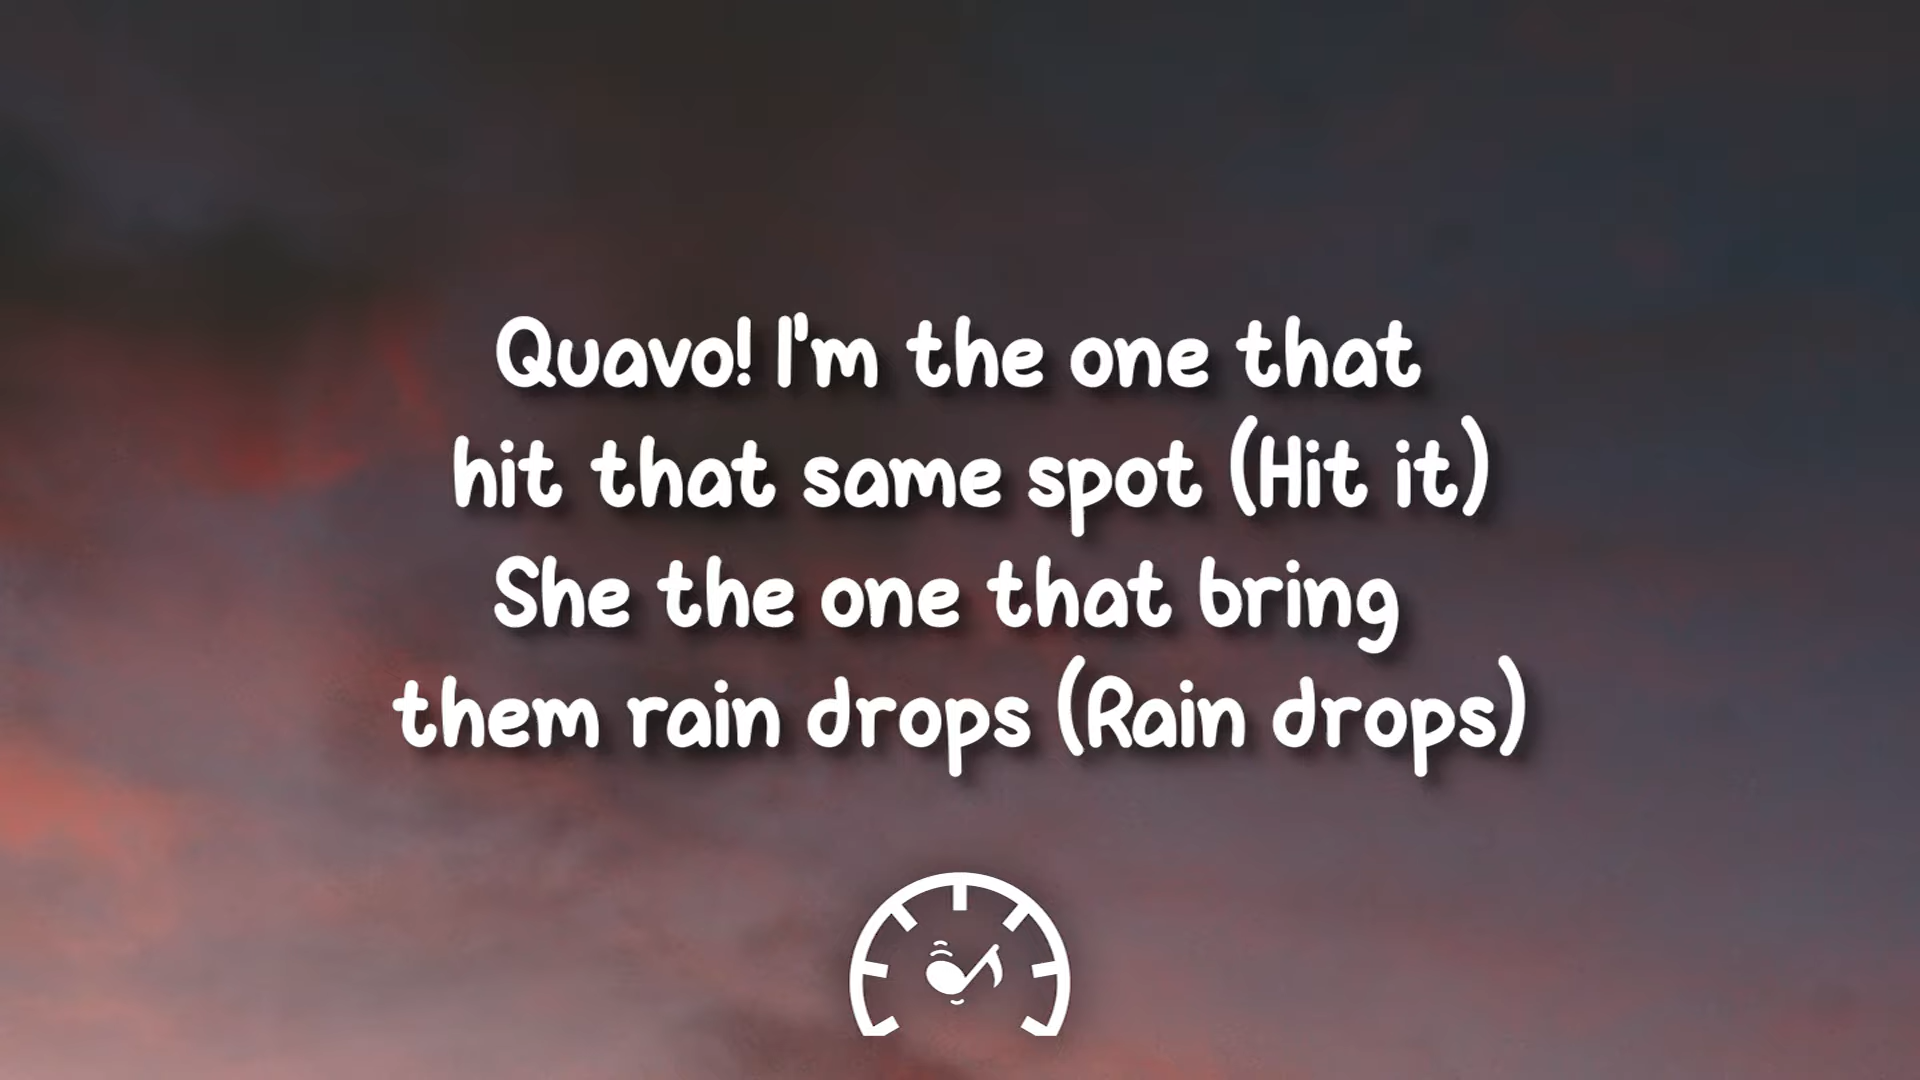 Quavo! I'm the one that
hit that same spot (Hit it)
She the one that bring
them rain drops (Rain drops)